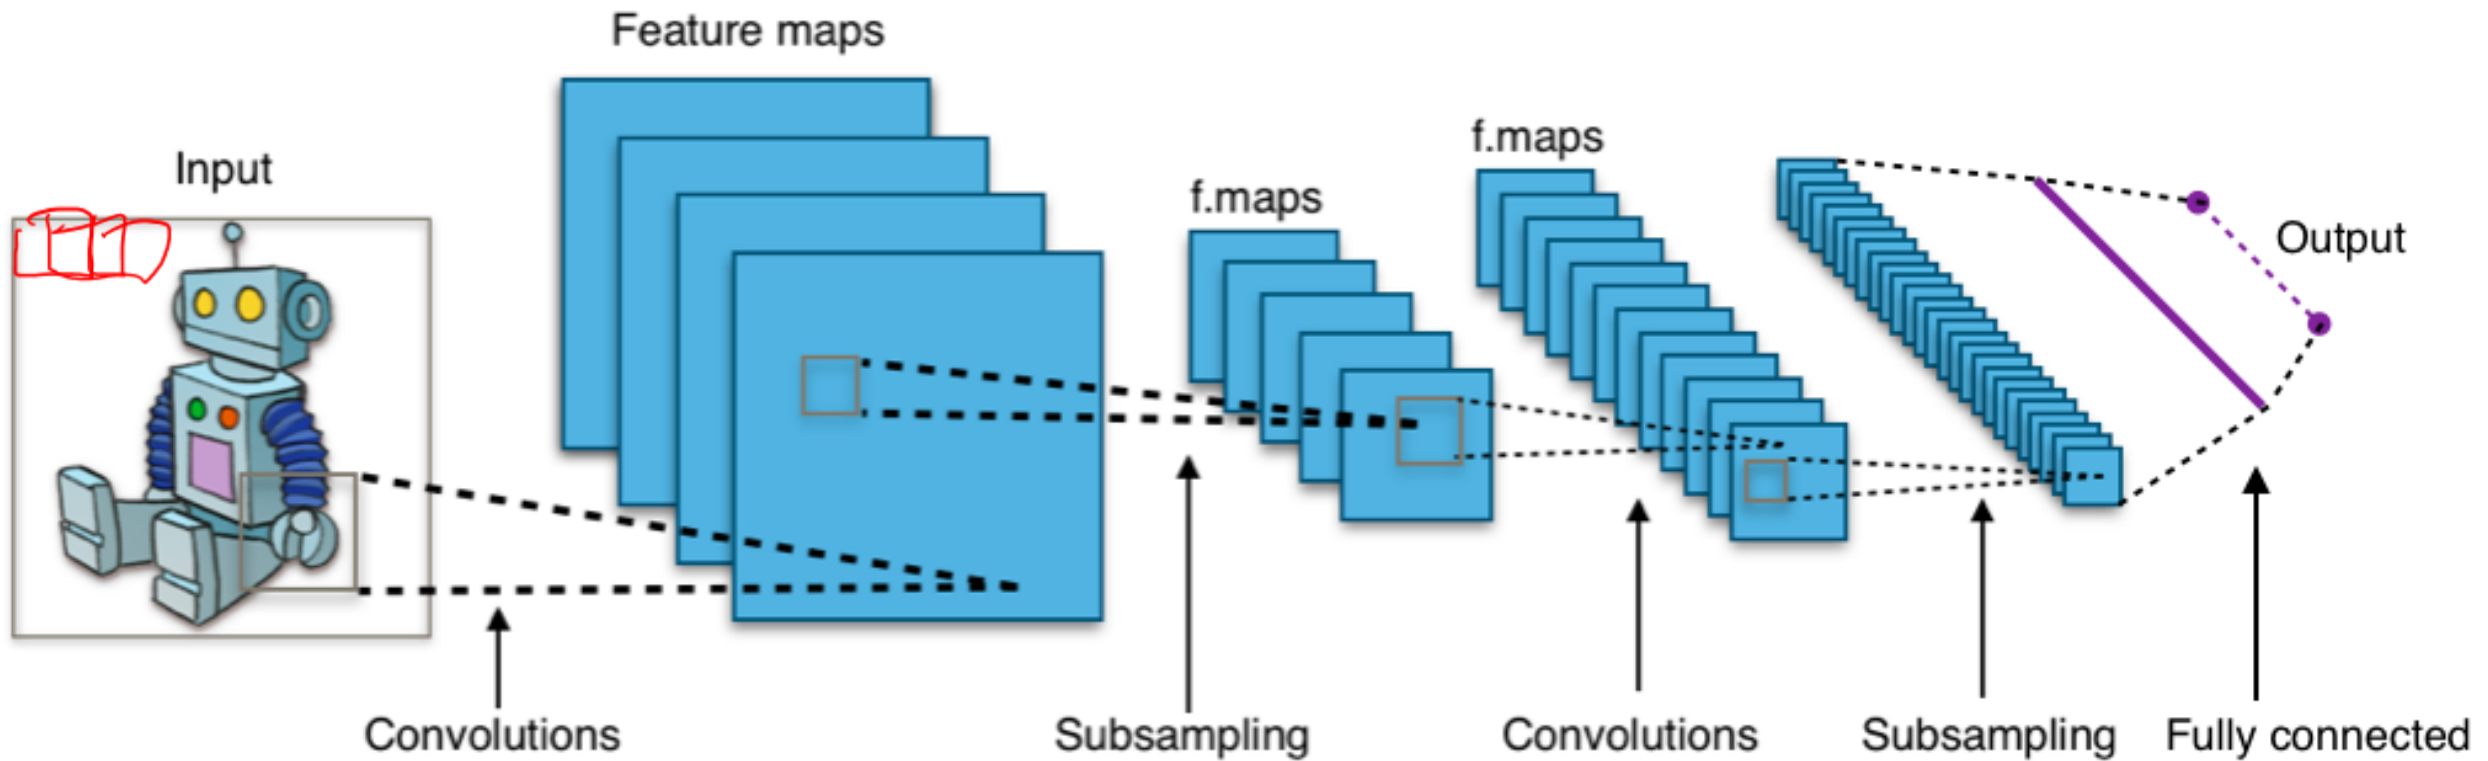 Feature maps
f.maps
Input
f.maps
Output
Convolutions
Subsampling
Convolutions
Subsampling
Fully connected